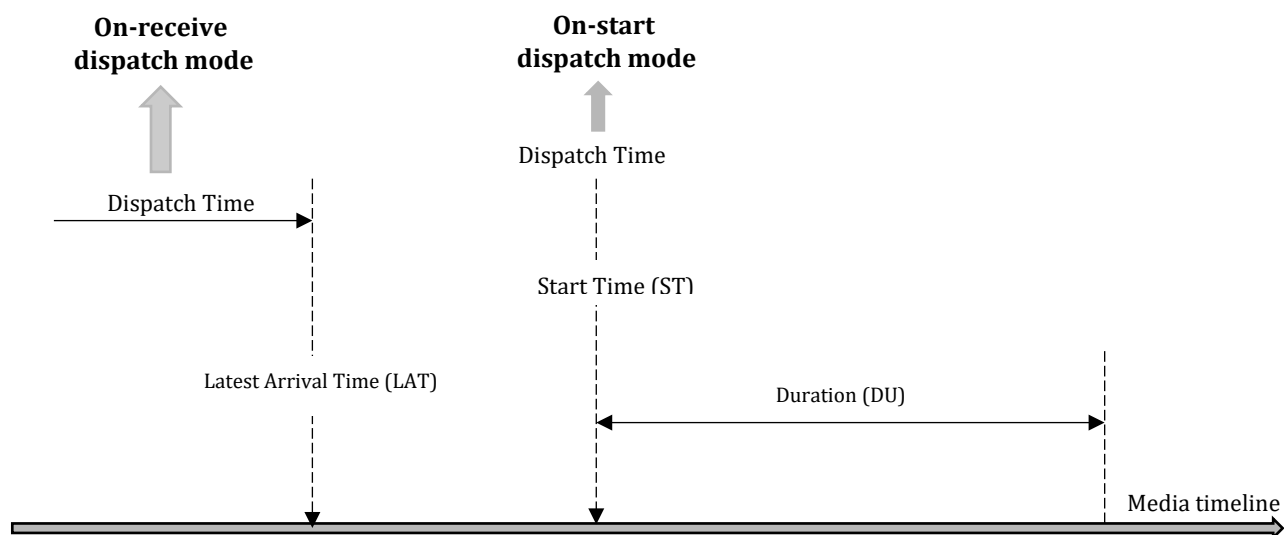 On-receive
dispatch mode
On-start
dispatch mode
Dispatch Time
Dispatch Time
Start Time (ST)
Latest Arrival Time (LAT)
Duration (DU)
Media timeline